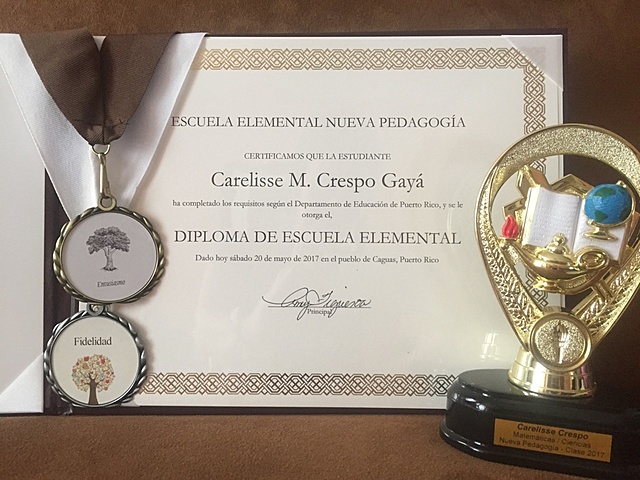 ESCUELA ELEMENTAL NUEVA PEDAGOGÍA
CERTIFICAMOS QUE LA ESTUDIANTE
Carelisse M. Crespo Gayá
ha completado los requisitos según el Departamento de Educación de Puerto Rico, y se le
otorga el,
DIPLOMA DE ESCUELA ELEMENTAL
Dado hoy sábado 20 de mayo de 2017 en el pueblo de Caguas, Puerto Rico
Amy Figueroa
Principal
Entusiasmo
Fidelidad
Carelisse Crespo
Matemáticas / Ciencias
Nueva Pedagogía - Clase 2017